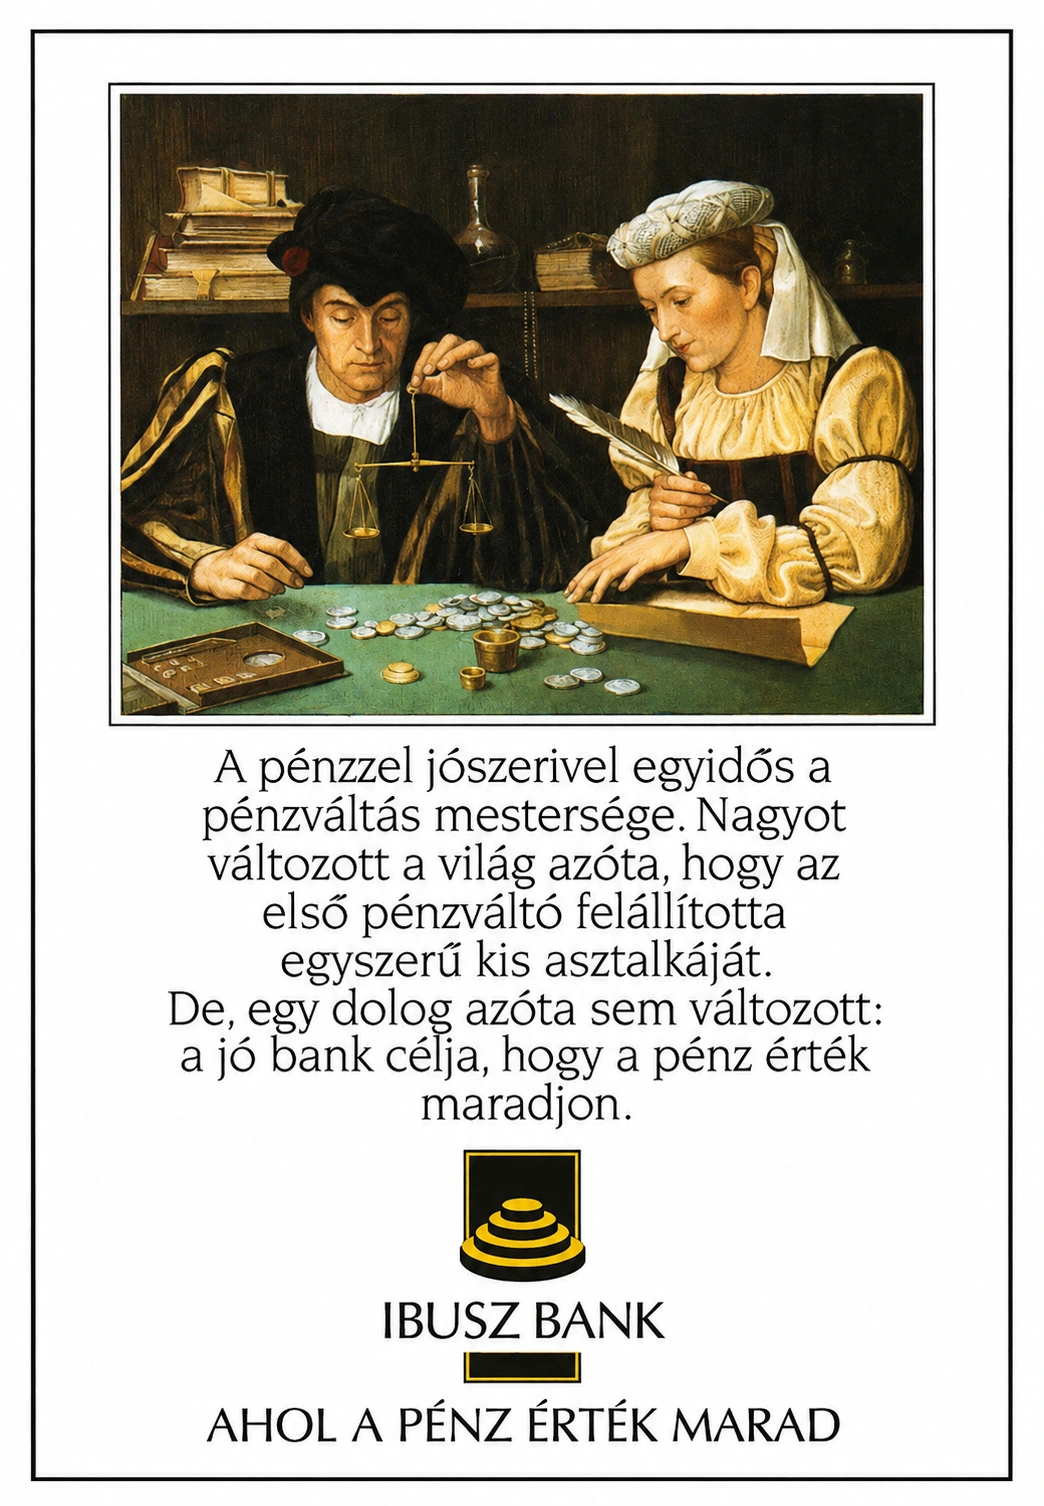 A pénzzel jószerivel egyidős a
pénzváltás mestersége. Nagyot
változott a világ azóta, hogy az
első pénzváltó felállította
egyszerű kis asztalkáját.
De, egy dolog azóta sem változott:
a jó bank célja, hogy a pénz érték
maradjon.
IBUSZ BANK
AHOL A PÉNZ ÉRTÉK MARAD